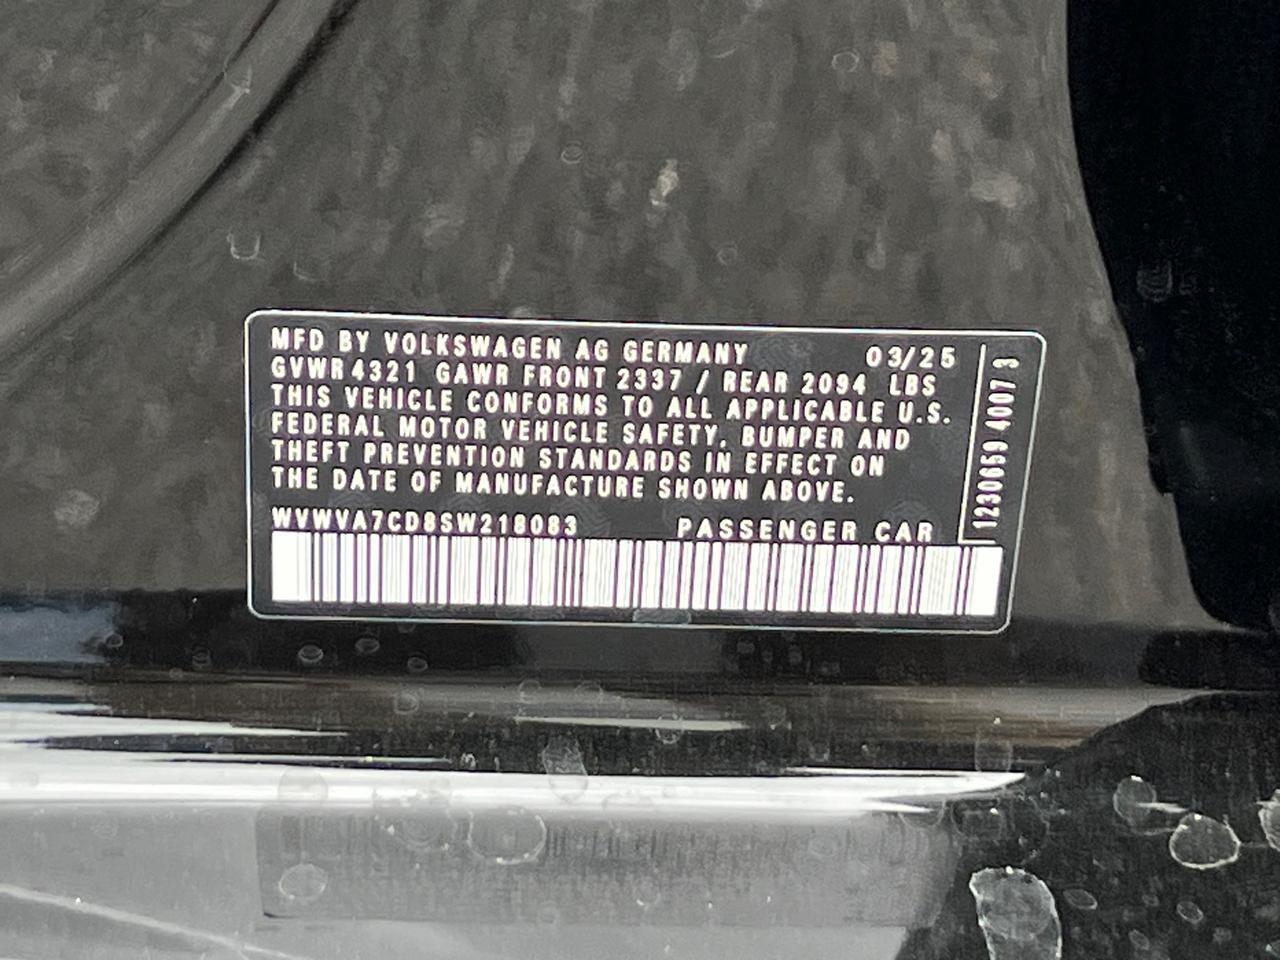 MFD BY VOLKSWAGEN AG GERMANY 03/25
GVWR 4321 GAWR FRONT 2337 / REAR 2094 LBS
THIS VEHICLE CONFORMS TO ALL APPLICABLE U.S.
FEDERAL MOTOR VEHICLE SAFETY, BUMPER AND
THEFT PREVENTION STANDARDS IN EFFECT ON
THE DATE OF MANUFACTURE SHOWN ABOVE.
WVWVA7CD8SW218083 PASSENGER CAR
1230659 4007 3